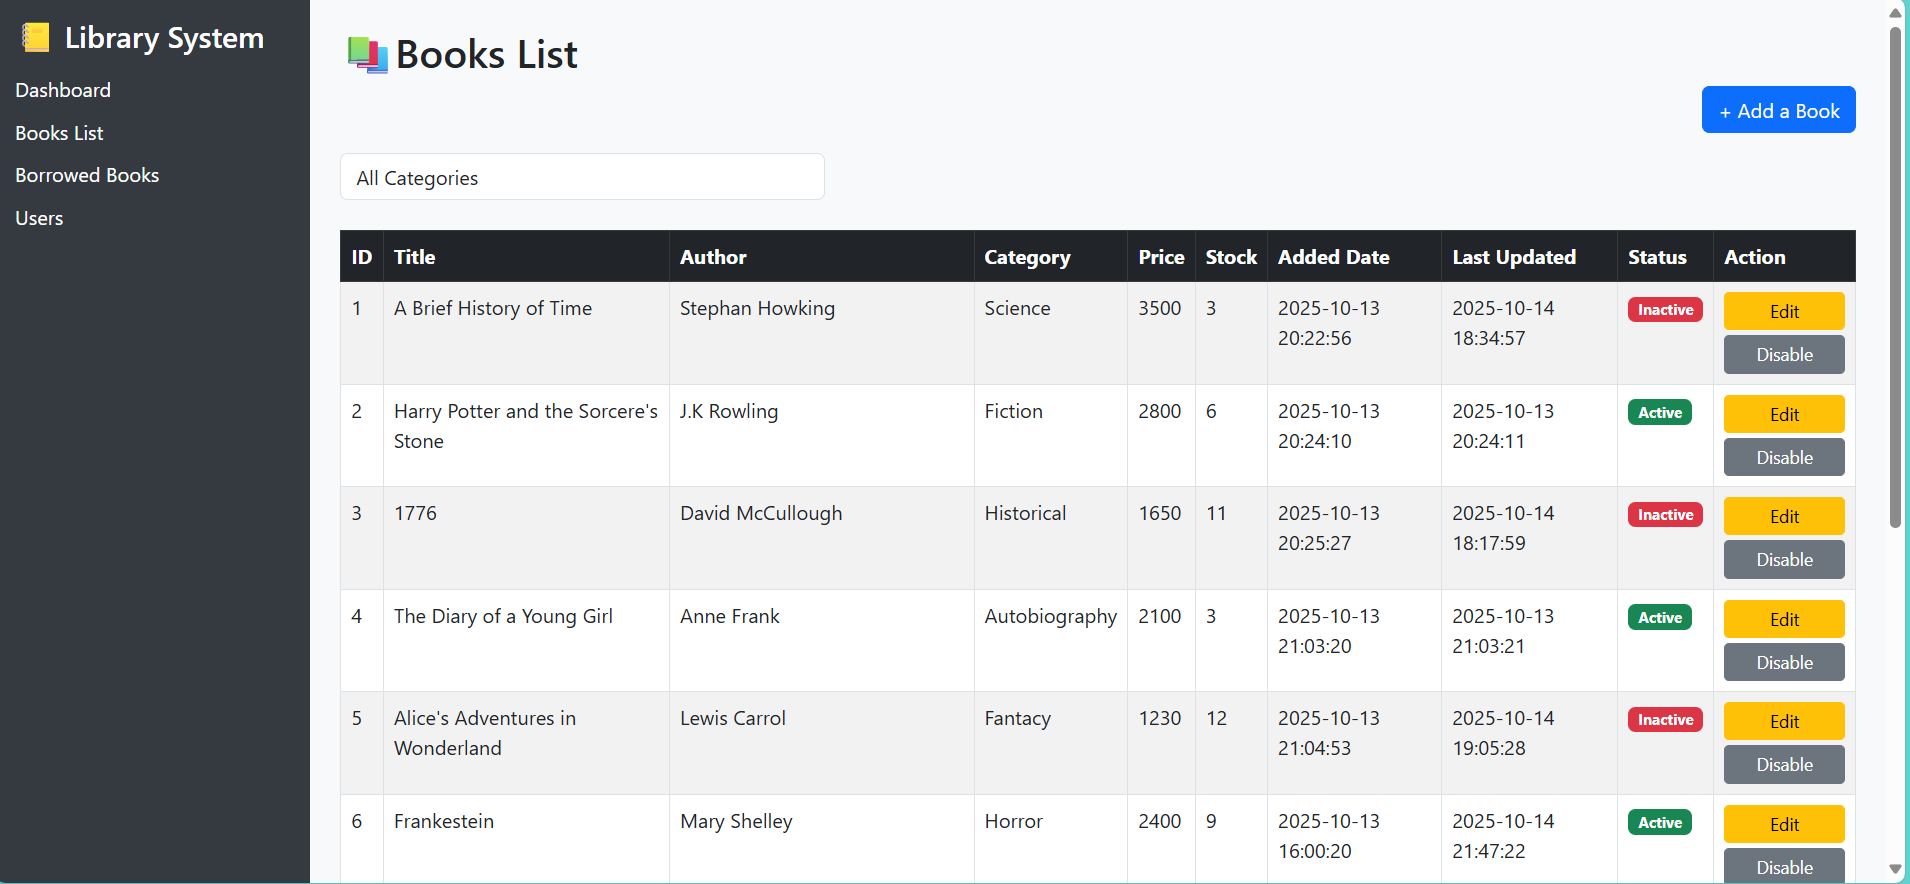 Library System
Dashboard
Books List
Borrowed Books
Users
Books List
+ Add a Book
All Categories
ID Title Author Category Price Stock Added Date Last Updated Status Action
1 A Brief History of Time Stephan Howking Science 3500 3 2025-10-13 2025-10-14 Inactive Edit
20:22:56 18:34:57 Disable
2 Harry Potter and the Sorcere's J.K Rowling Fiction 2800 6 2025-10-13 2025-10-13 Active Edit
Stone 20:24:10 20:24:11 Disable
3 1776 David McCullough Historical 1650 11 2025-10-13 2025-10-14 Inactive Edit
20:25:27 18:17:59 Disable
4 The Diary of a Young Girl Anne Frank Autobiography 2100 3 2025-10-13 2025-10-13 Active Edit
21:03:20 21:03:21 Disable
5 Alice's Adventures in Lewis Carrol Fantacy 1230 12 2025-10-13 2025-10-14 Inactive Edit
Wonderland 21:04:53 19:05:28 Disable
6 Frankestein Mary Shelley Horror 2400 9 2025-10-13 2025-10-14 Active Edit
16:00:20 21:47:22 Disable